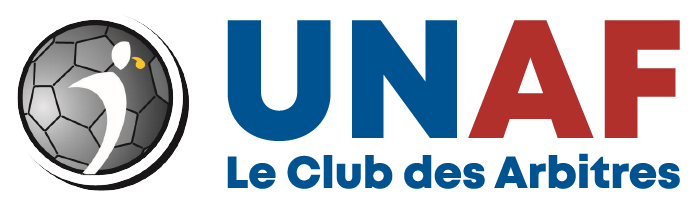 UNAF
Le Club des Arbitres